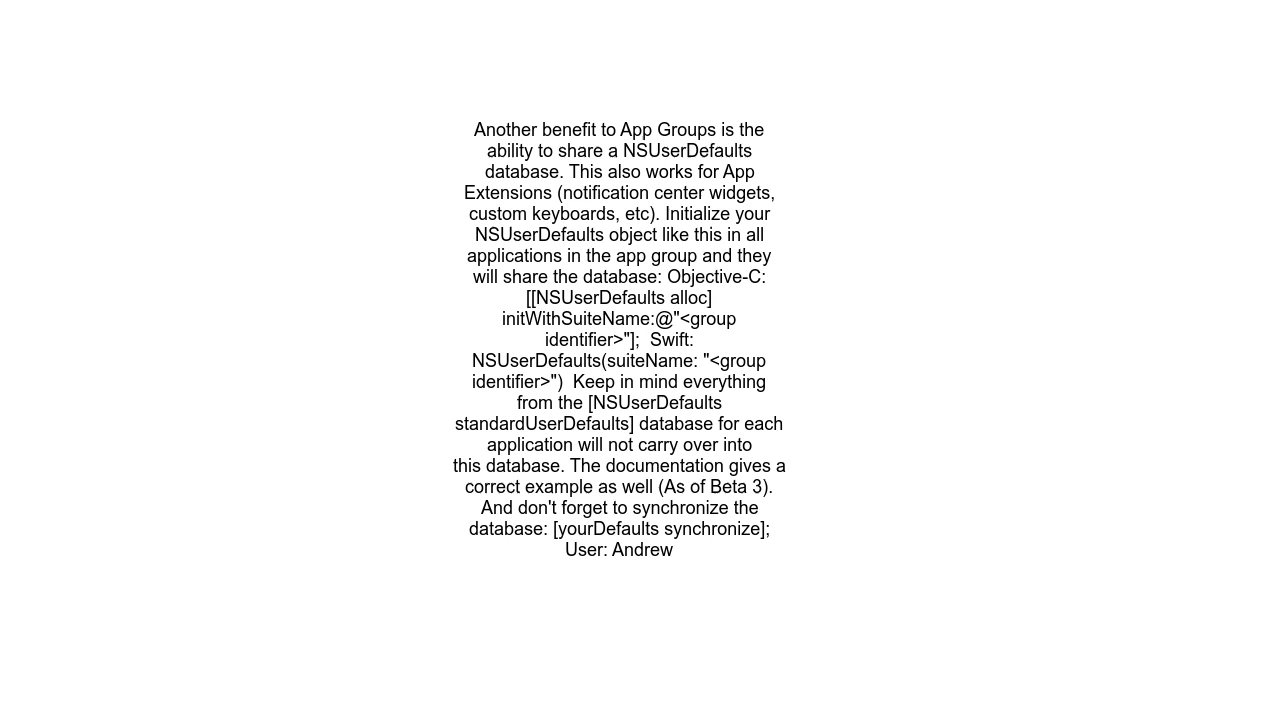 Another benefit to App Groups is the
ability to share a NSUserDefaults
database. This also works for App
Extensions (notification center widgets,
custom keyboards, etc). Initialize your
NSUserDefaults object like this in all
applications in the app group and they
will share the database: Objective-C:
[[NSUserDefaults alloc]
initWithSuiteName:@"<group
identifier>"];  Swift:
NSUserDefaults(suiteName: "<group
identifier>")  Keep in mind everything
from the [NSUserDefaults
standardUserDefaults] database for each
application will not carry over into
this database. The documentation gives a
correct example as well (As of Beta 3).
And don't forget to synchronize the
database: [yourDefaults synchronize];
User: Andrew